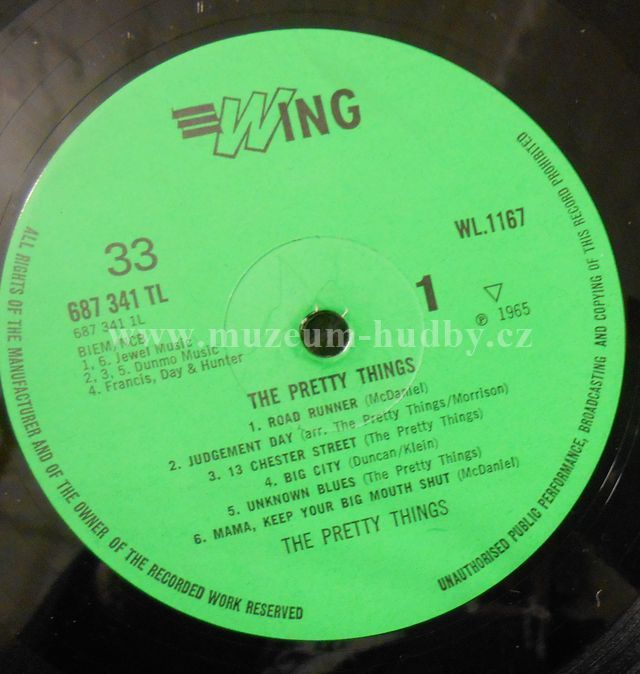 WING
33
687 341 TL
687 341 1L
BIEM/NCB
1, 6. Jewel Music
2, 3, 5. Dunmo Music
4. Francis, Day & Hunter
WL.1167
1
℗ 1965
www.muzeum-hudby.cz
THE PRETTY THINGS
1. ROAD RUNNER (McDaniel)
2. JUDGEMENT DAY (arr. The Pretty Things/Morrison)
3. 13 CHESTER STREET (The Pretty Things)
4. BIG CITY (Duncan/Klein)
5. UNKNOWN BLUES (The Pretty Things)
6. MAMA, KEEP YOUR BIG MOUTH SHUT (McDaniel)
THE PRETTY THINGS
ALL RIGHTS OF THE MANUFACTURER AND OF THE OWNER OF THE RECORDED WORK RESERVED
UNAUTHORISED PUBLIC PERFORMANCE, BROADCASTING AND COPYING OF THIS RECORD PROHIBITED